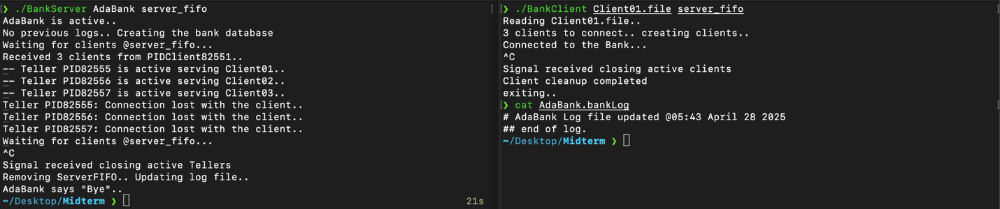 ❯ ./BankServer AdaBank server_fifo
AdaBank is active..
No previous logs.. Creating the bank database
Waiting for clients @server_fifo...
Received 3 clients from PIDClient82551..
-- Teller PID82555 is active serving Client01..
-- Teller PID82556 is active serving Client02..
-- Teller PID82557 is active serving Client03..
Teller PID82555: Connection lost with the client..
Teller PID82556: Connection lost with the client..
Teller PID82557: Connection lost with the client..
Waiting for clients @server_fifo...
^C
Signal received closing active Tellers
Removing ServerFIFO.. Updating log file..
AdaBank says "Bye"..
~/Desktop/Midterm ❯
21s
❯ ./BankClient Client01.file server_fifo
Reading Client01.file..
3 clients to connect.. creating clients..
Connected to the Bank...
^C
Signal received closing active clients
Client cleanup completed
exiting..
❯ cat AdaBank.bankLog
# AdaBank Log file updated @05:43 April 28 2025
## end of log.
~/Desktop/Midterm ❯